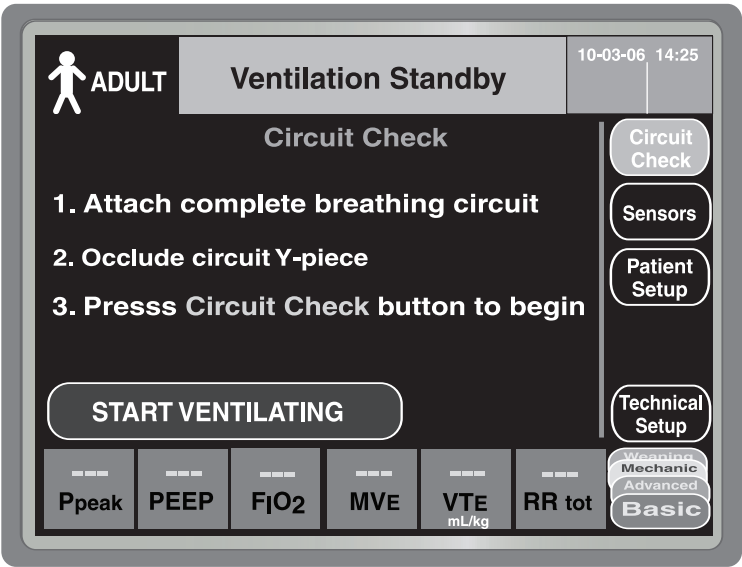 ADULT
Ventilation Standby
10-03-06 14:25
Circuit Check
1. Attach complete breathing circuit
2. Occlude circuit Y-piece
3. Presss Circuit Check button to begin
START VENTILATING
Circuit
Check
Sensors
Patient
Setup
Technical
Setup
Weaning
Mechanic
Advanced
Basic
--- --- --- --- --- ---
Ppeak PEEP FIO2 MVE VTE RR tot
mL/kg